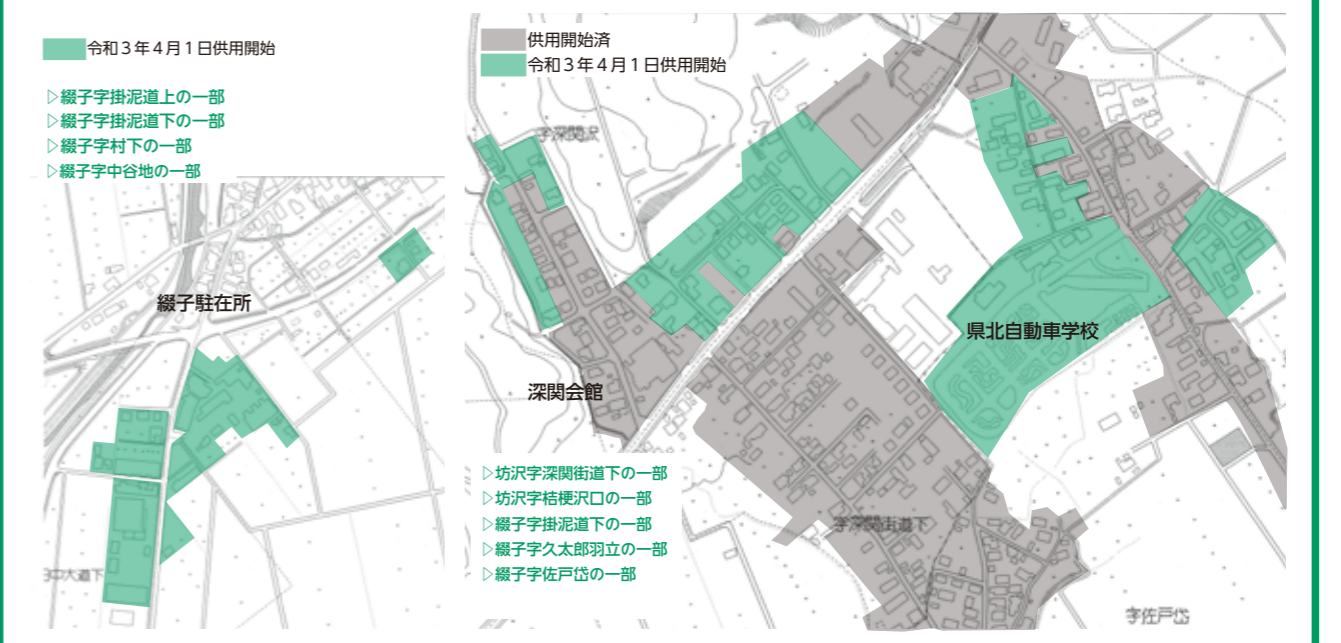 令和３年４月１日供用開始
▷綴子字掛泥道上の一部
▷綴子字掛泥道下の一部
▷綴子字村下の一部
▷綴子字中谷地の一部
綴子駐在所
字中大道下
供用開始済
令和３年４月１日供用開始
字深関沢
県北自動車学校
深関会館
▷坊沢字深関街道下の一部
▷坊沢字桔梗沢口の一部
▷綴子字掛泥道下の一部
▷綴子字久太郎羽立の一部
▷綴子字佐戸岱の一部
字深関街道下
字佐戸岱